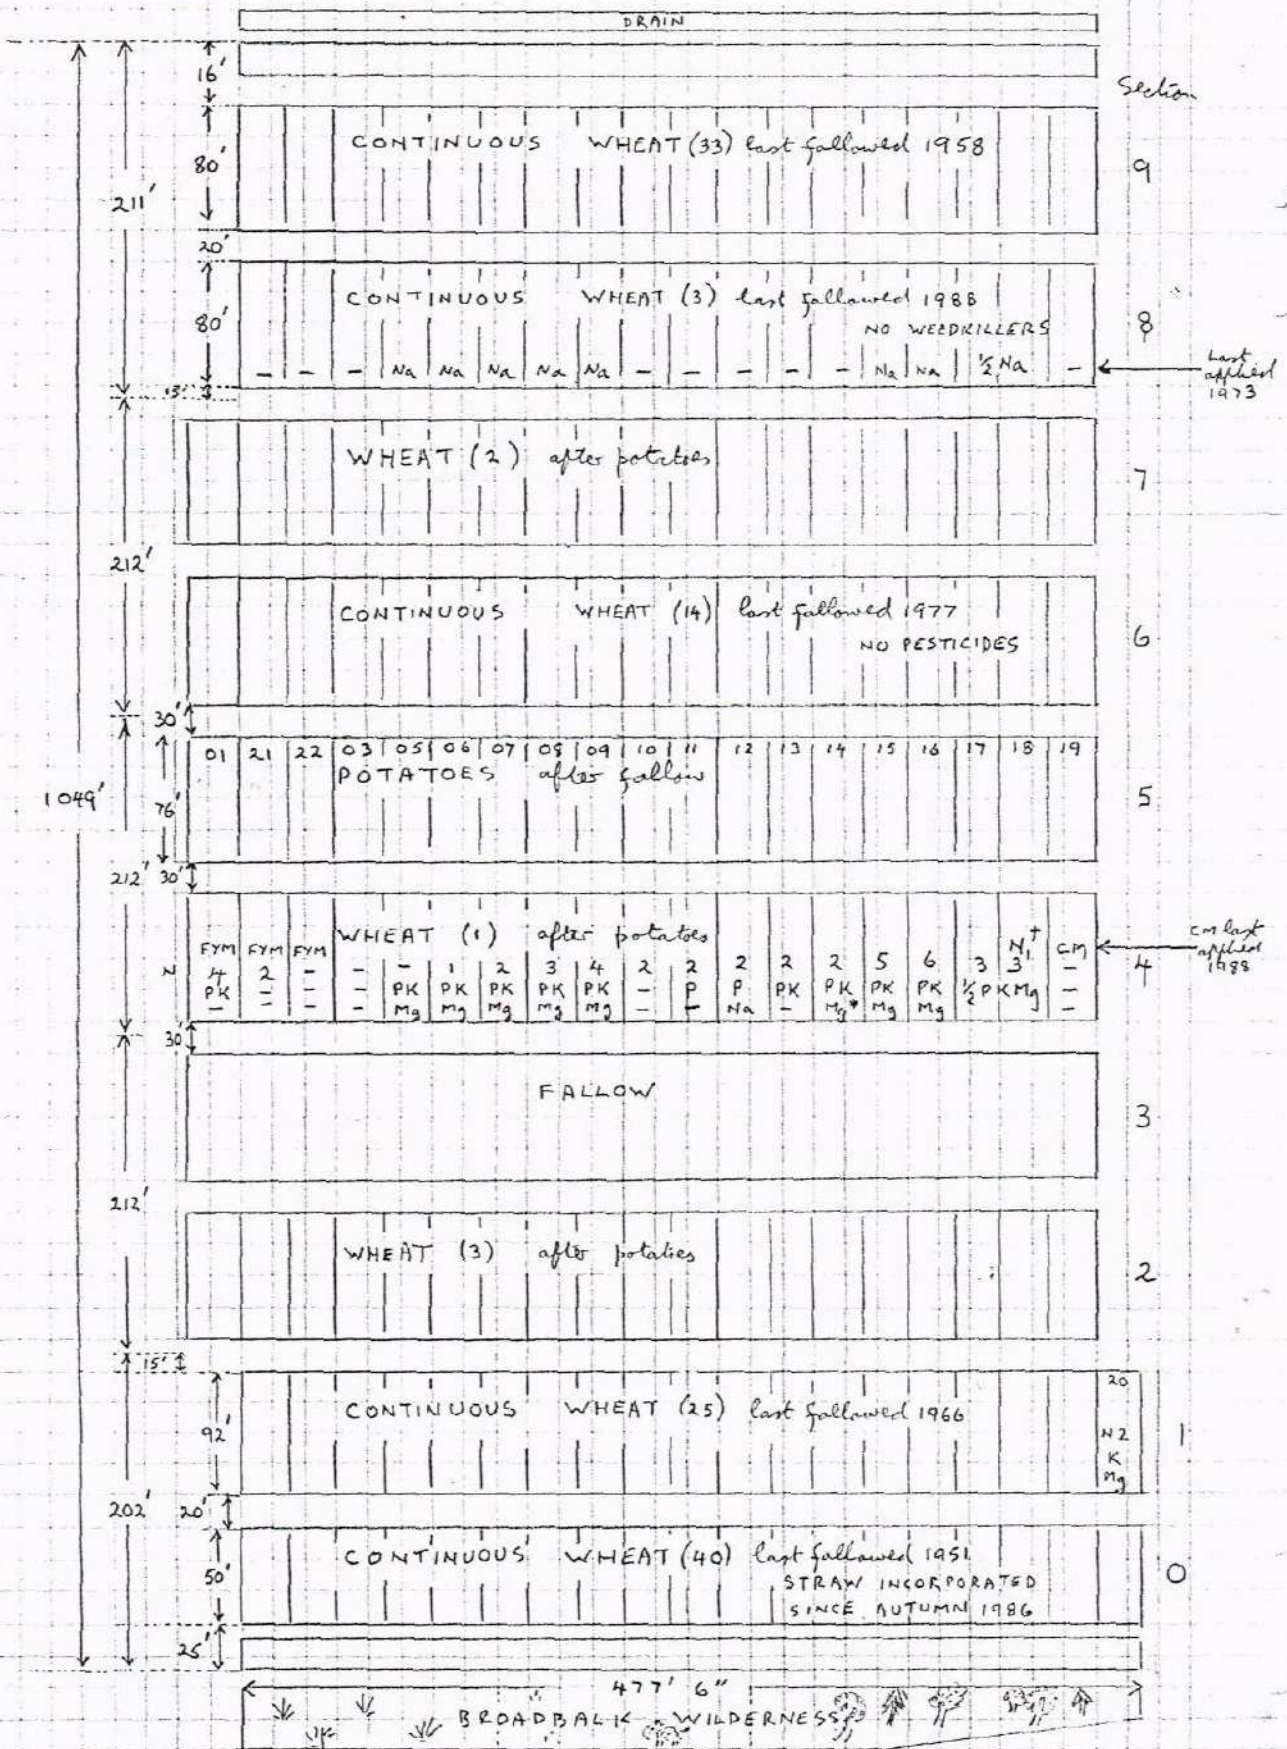 DRAIN
16'
Section
CONTINUOUS WHEAT (33) last fallowed 1958
80'
9
211'
20'
CONTINUOUS WHEAT (3) last fallowed 1988
80'
NO WEEDKILLERS
8
- - - Na Na Na Na Na - - - - - Na Na ½ Na -
Last applied 1973
15'
WHEAT (2) after potatoes
7
212'
CONTINUOUS WHEAT (14) last fallowed 1977
NO PESTICIDES
6
30'
01 21 22 03 05 06 07 08 09 10 11 12 13 14 15 16 17 18 19
POTATOES after fallow
1049'
76'
5
212'
30'
WHEAT (1) after potatoes
FYM FYM FYM N1† CM
N
4 2 - - - 1 2 3 4 2 2 2 2 2 5 6 3 3 -
PK - - - PK PK PK PK PK - P P PK PK PK PK ½ PK Mg -
- - - - Mg Mg Mg Mg Mg - - Na - Mg* Mg Mg -
4
CM last applied 1988
30'
FALLOW
3
212'
WHEAT (3) after potatoes
2
15'
20
CONTINUOUS WHEAT (25) last fallowed 1966
92'
N2
K
Mg
1
202'
20'
CONTINUOUS WHEAT (40) last fallowed 1951
50'
STRAW INCORPORATED
SINCE AUTUMN 1986
0
25'
477' 6"
BROADBALK WILDERNESS